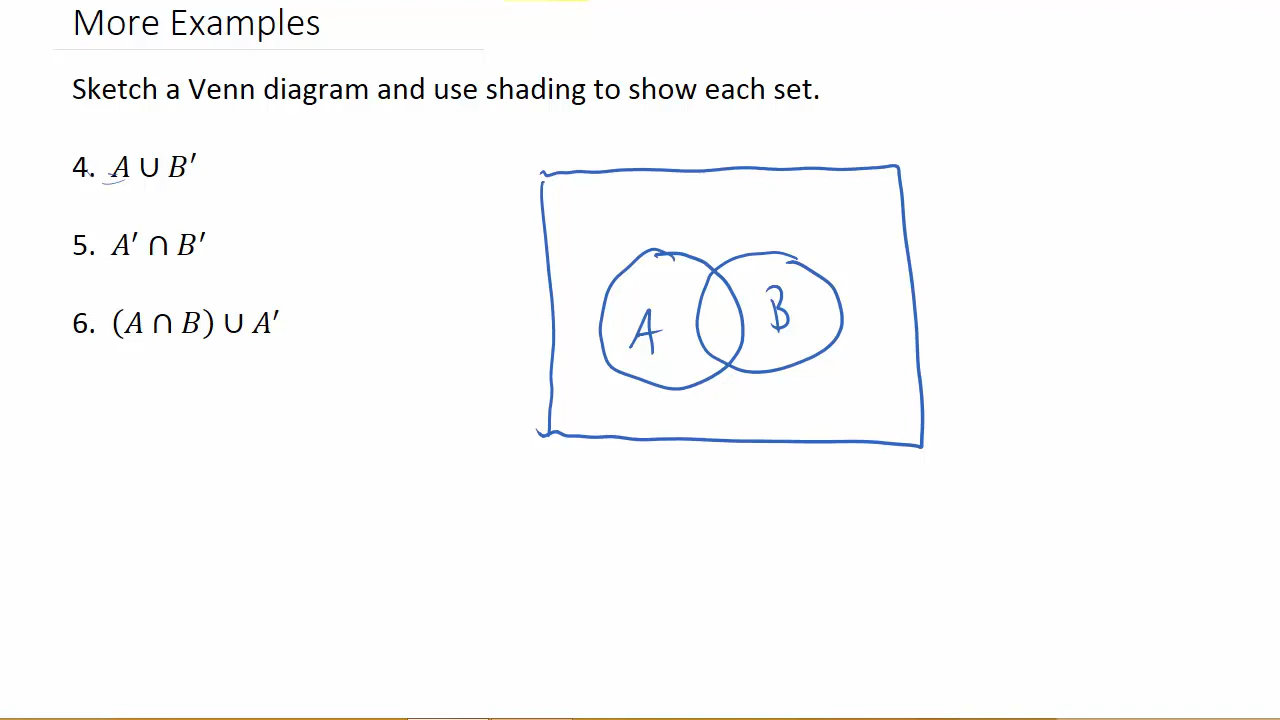 More Examples
Sketch a Venn diagram and use shading to show each set.
4. A ∪ B′
5. A′ ∩ B′
6. (A ∩ B) ∪ A′
A
B